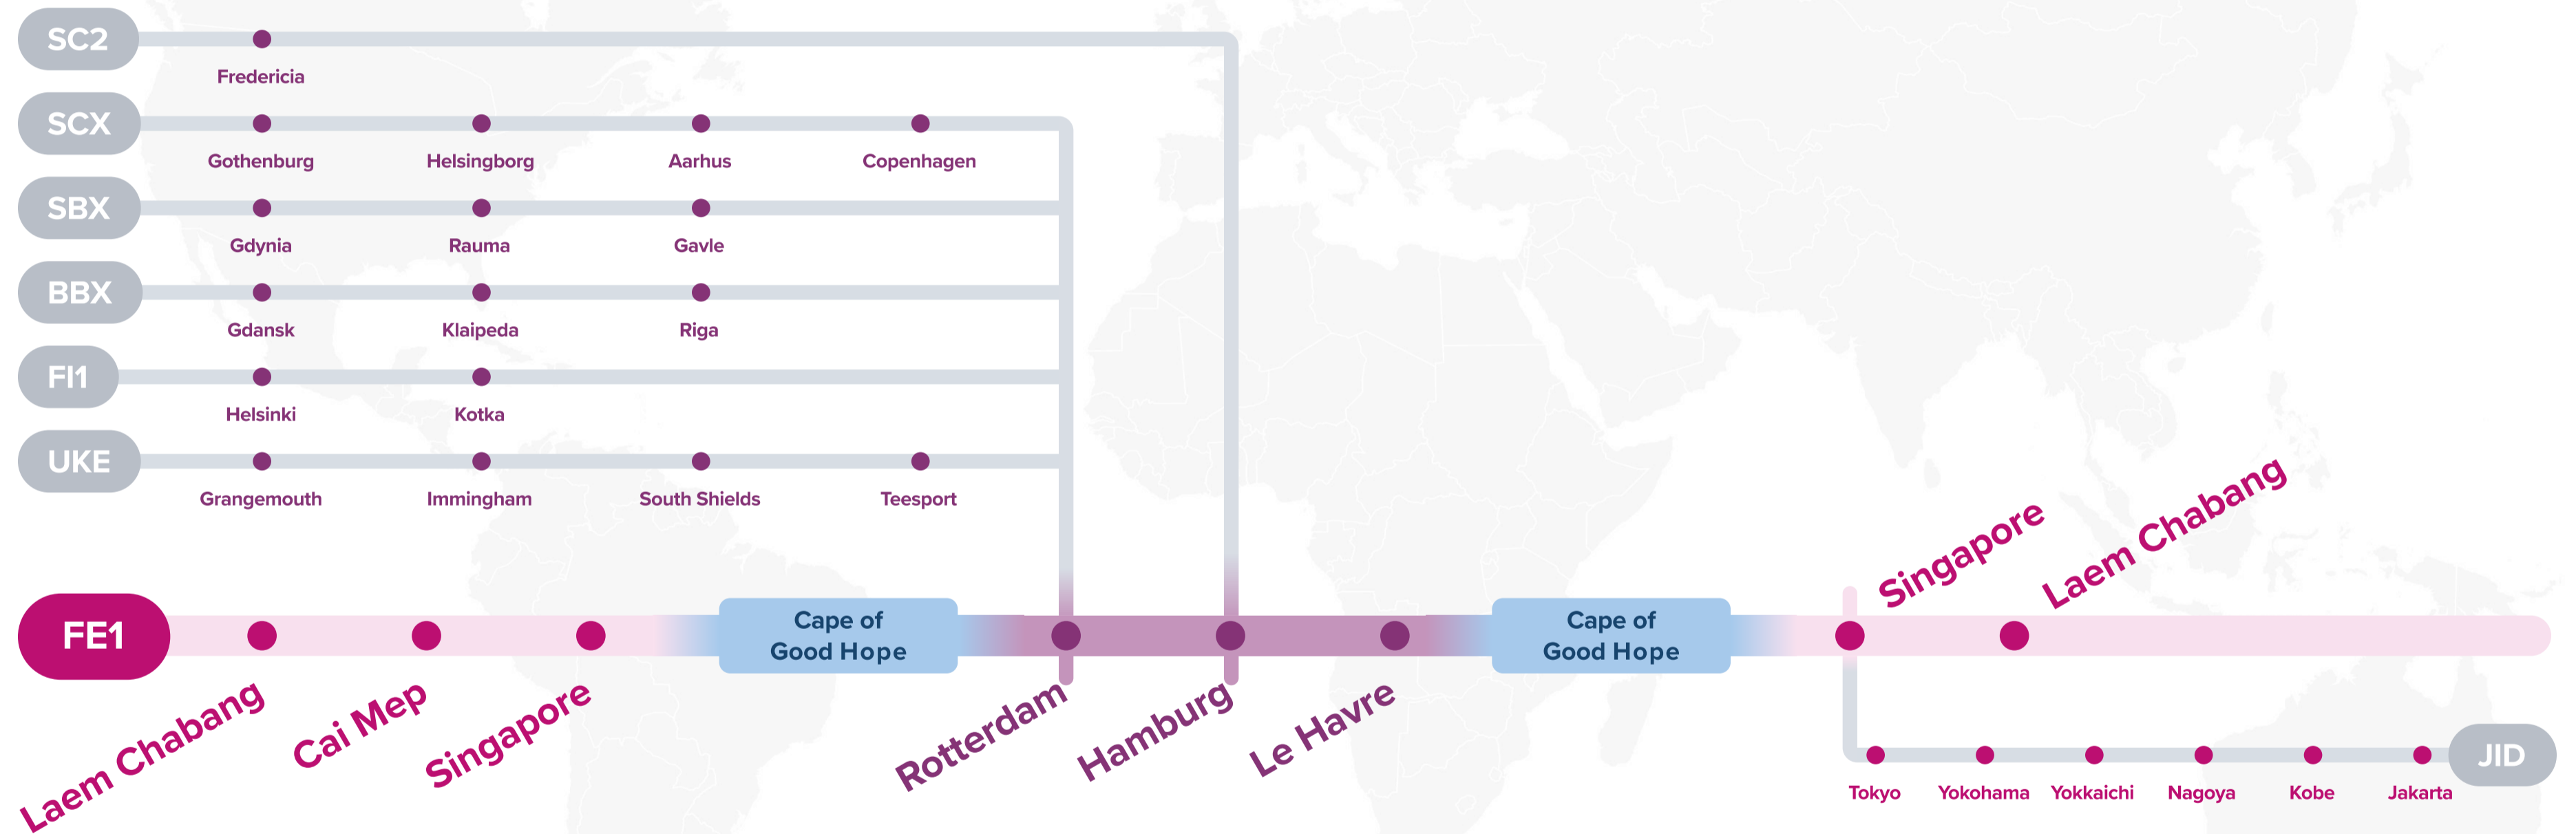 SC2
Fredericia
SCX
Gothenburg Helsingborg Aarhus Copenhagen
SBX
Gdynia Rauma Gavle
BBX
Gdansk Klaipeda Riga
FI1
Helsinki Kotka
UKE
Grangemouth Immingham South Shields Teesport
FE1
Laem Chabang
Cai Mep
Singapore
Cape of
Good Hope
Rotterdam
Hamburg
Le Havre
Cape of
Good Hope
Singapore
Laem Chabang
JID
Tokyo Yokohama Yokkaichi Nagoya Kobe Jakarta